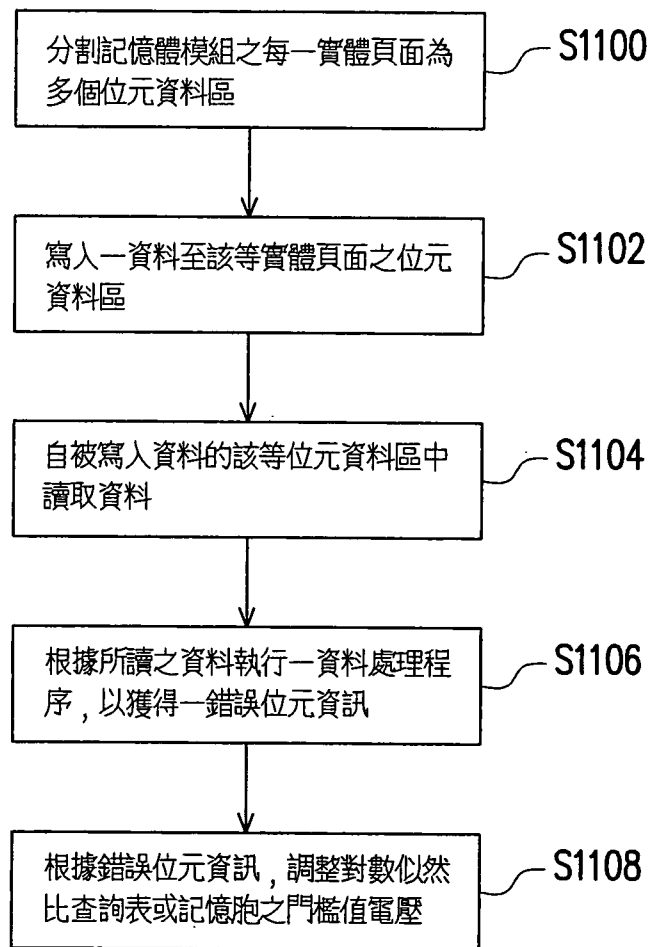 分割記憶體模組之每一實體頁面為
多個位元資料區
S1100
寫入一資料至該等實體頁面之位元
資料區
S1102
自被寫入資料的該等位元資料區中
讀取資料
S1104
根據所讀之資料執行一資料處理程
序，以獲得一錯誤位元資訊
S1106
根據錯誤位元資訊，調整對數似然
比查詢表或記憶胞之門檻值電壓
S1108